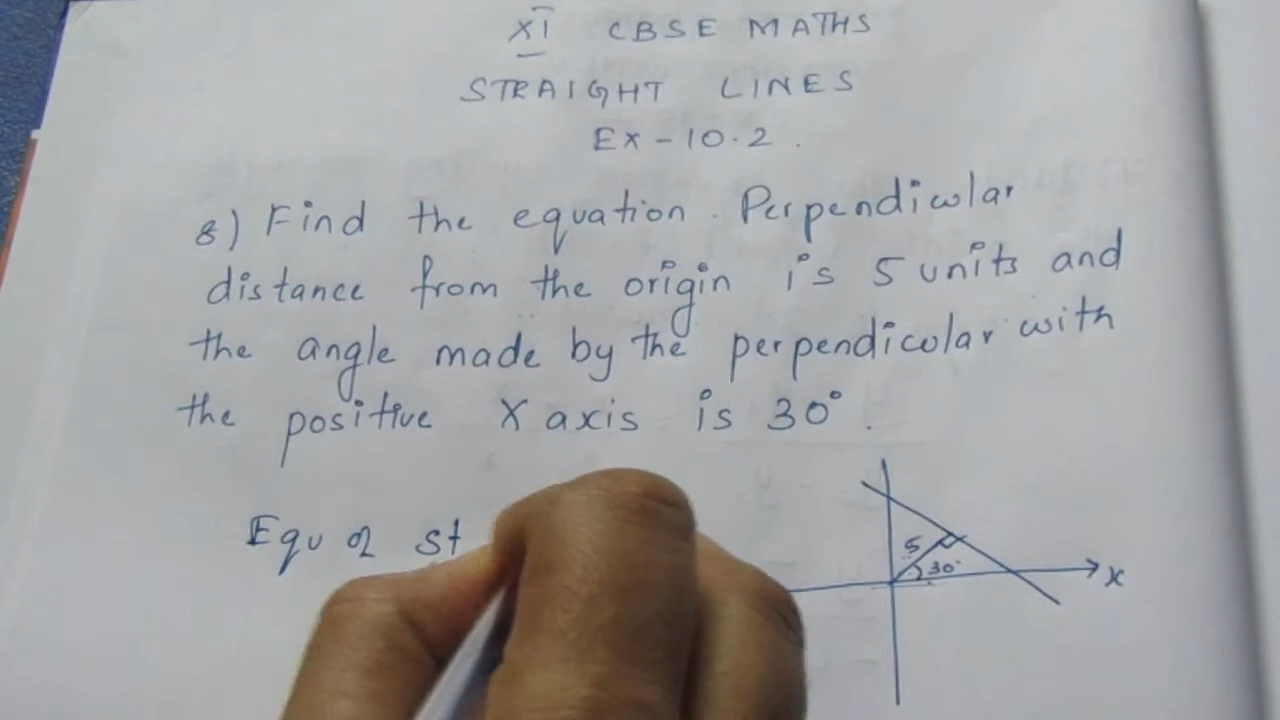 XI CBSE MATHS
STRAIGHT LINES
Ex - 10.2.
8) Find the equation. Perpendicular
distance from the origin is 5 units and
the angle made by the perpendicular with
the positive X axis is 30°.
Equ of st
5
30°
X